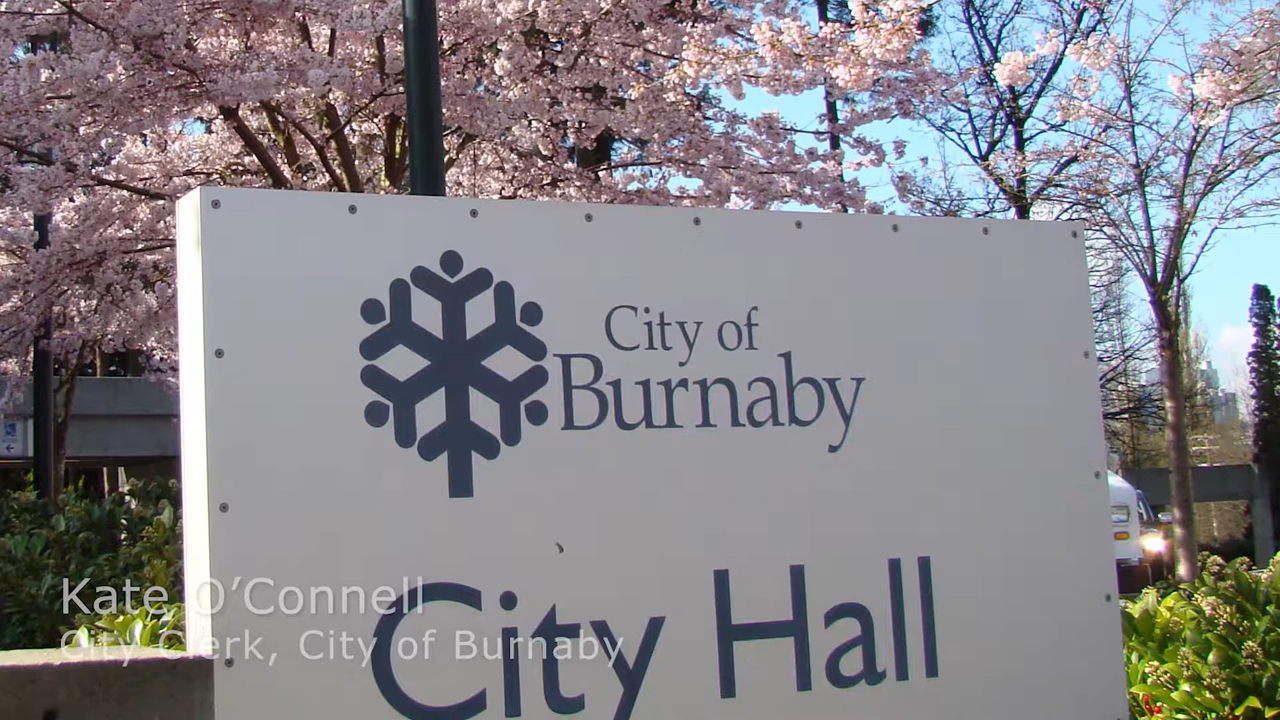 City of
Burnaby
City Hall
Kate O’Connell
City Clerk, City of Burnaby